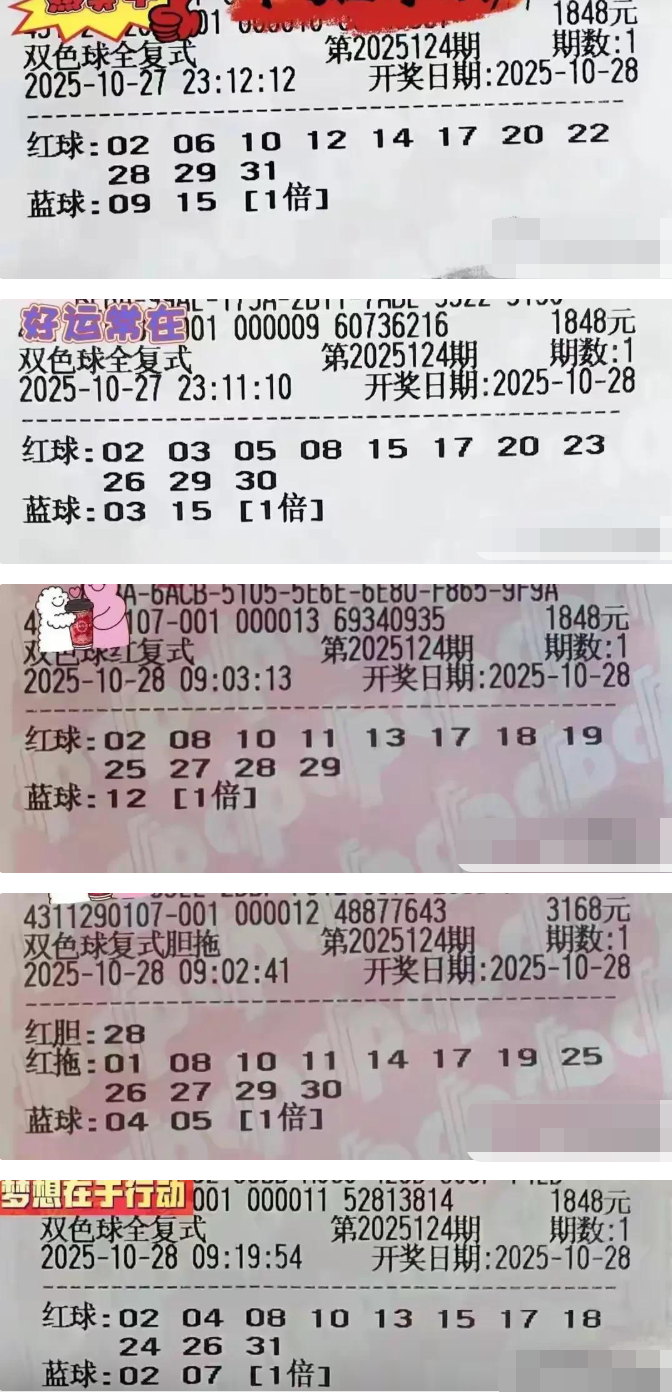 1848元
双色球全复式 第2025124期 期数:1
2025-10-27 23:12:12 开奖日期:2025-10-28
红球:02 06 10 12 14 17 20 22
28 29 31
蓝球:09 15 [1倍]
好运常在
001 000009 60736216 1848元
双色球全复式 第2025124期 期数:1
2025-10-27 23:11:10 开奖日期:2025-10-28
红球:02 03 05 08 15 17 20 23
26 29 30
蓝球:03 15 [1倍]
A-6ACB-5105-5E6E-6E80-F865-9F9A
107-001 000013 69340935 1848元
双色球红复式 第2025124期 期数:1
2025-10-28 09:03:13 开奖日期:2025-10-28
红球:02 08 10 11 13 17 18 19
25 27 28 29
蓝球:12 [1倍]
4311290107-001 000012 48877643 3168元
双色球复式胆拖 第2025124期 期数:1
2025-10-28 09:02:41 开奖日期:2025-10-28
红胆:28
红拖:01 08 10 11 14 17 19 25
26 27 29 30
蓝球:04 05 [1倍]
梦想在于行动
001 000011 52813814 1848元
双色球全复式 第2025124期 期数:1
2025-10-28 09:19:54 开奖日期:2025-10-28
红球:02 04 08 10 13 15 17 18
24 26 31
蓝球:02 07 [1倍]